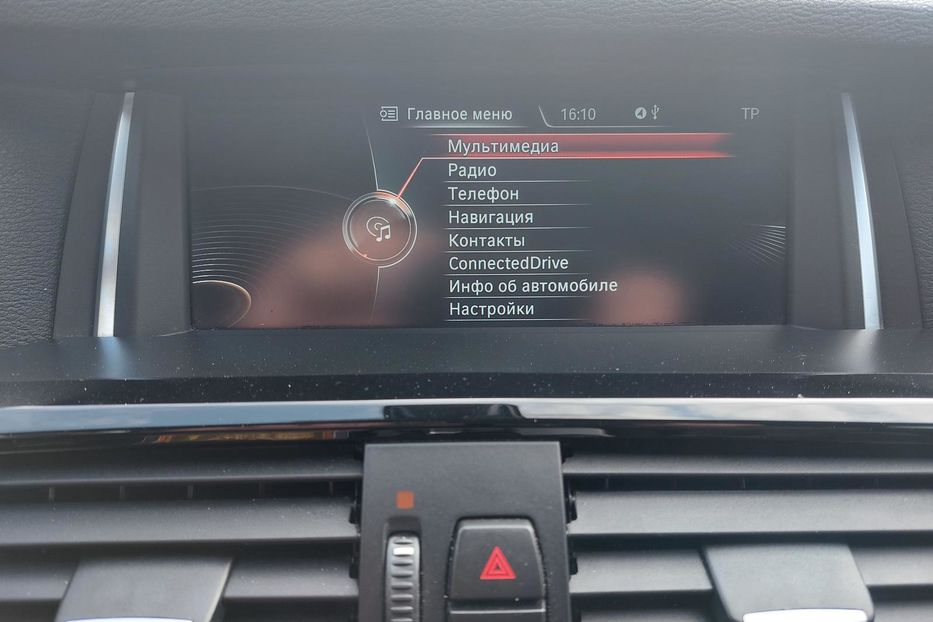 Главное меню 16:10 TP
Мультимедиа
Радио
Телефон
Навигация
Контакты
ConnectedDrive
Инфо об автомобиле
Настройки